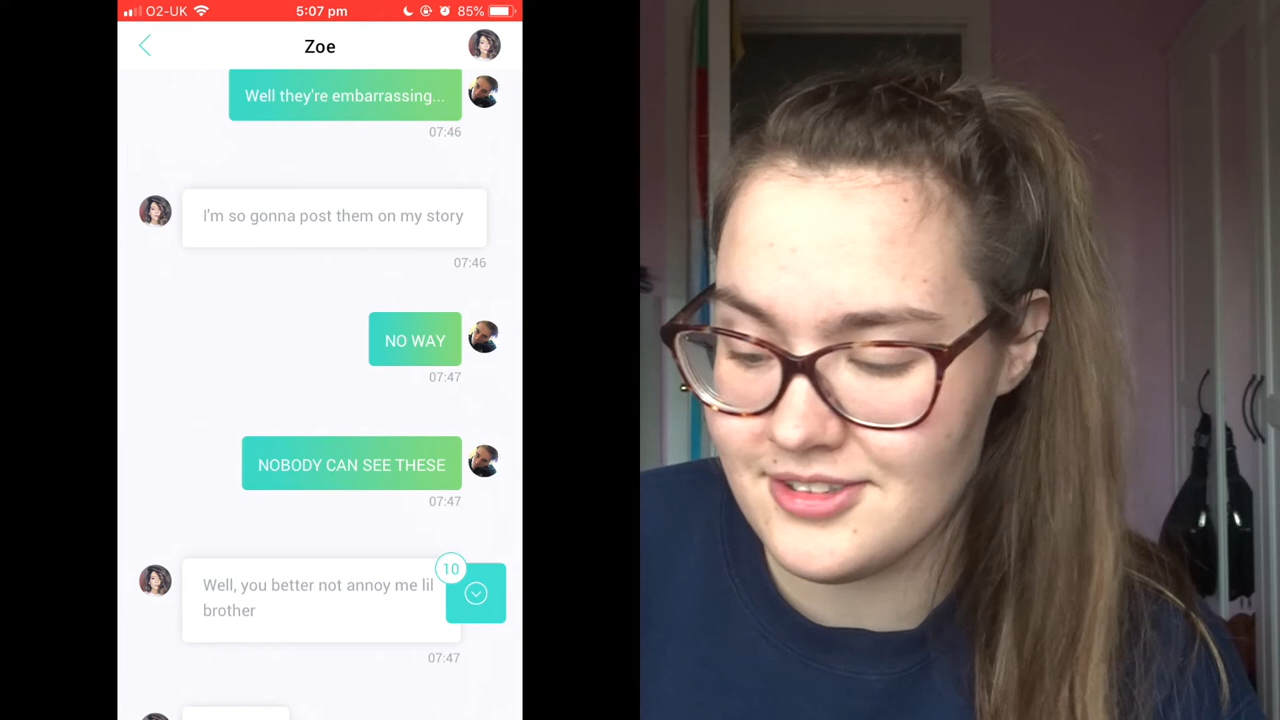 O2-UK
5:07 pm
85%
Zoe
Well they're embarrassing...
07:46
I'm so gonna post them on my story
07:46
NO WAY
07:47
NOBODY CAN SEE THESE
07:47
10
Well, you better not annoy me lil
brother
07:47